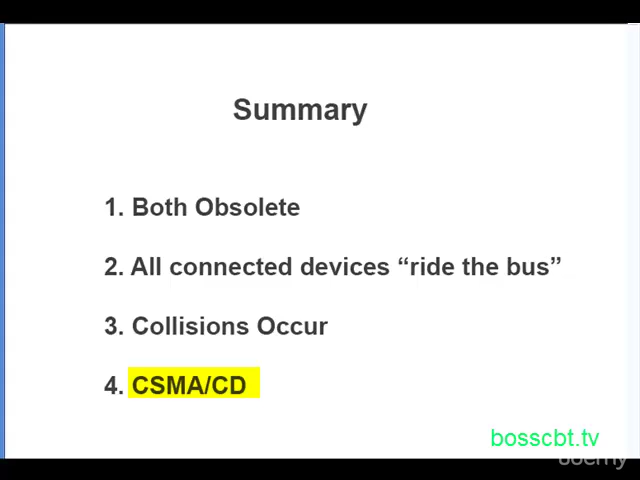 Summary
1. Both Obsolete
2. All connected devices “ride the bus”
3. Collisions Occur
4. CSMA/CD
bosscbt.tv